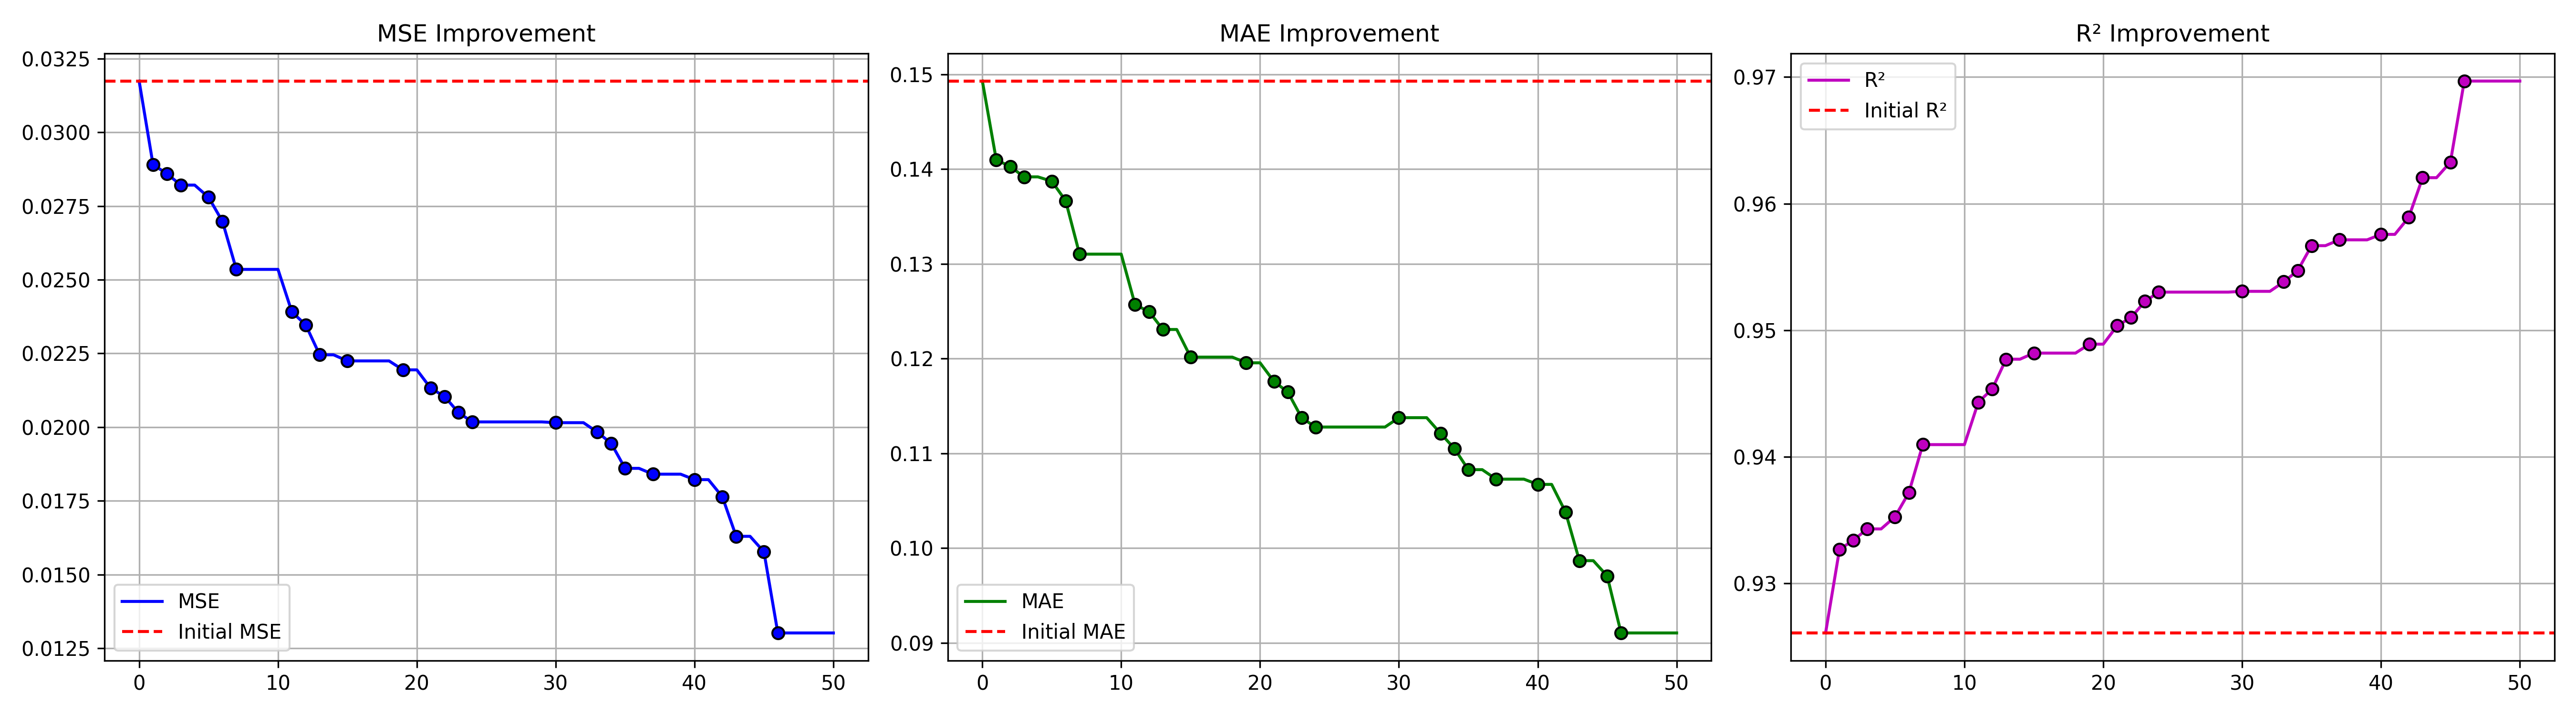 MSE Improvement
0.0325
0.0300
0.0275
0.0250
0.0225
0.0200
0.0175
0.0150
0.0125
0 10 20 30 40 50
MSE
Initial MSE
MAE Improvement
0.15
0.14
0.13
0.12
0.11
0.10
0.09
0 10 20 30 40 50
MAE
Initial MAE
R² Improvement
0.97
0.96
0.95
0.94
0.93
0 10 20 30 40 50
R²
Initial R²